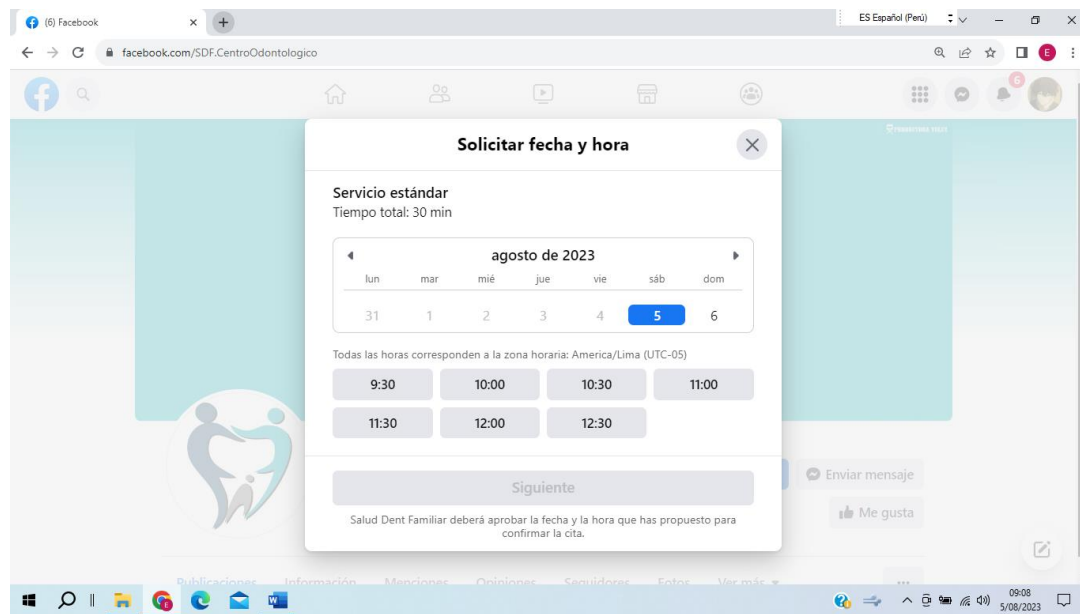 (6) Facebook
ES Español (Perú)
facebook.com/SDF.CentroOdontologico
E
6
Solicitar fecha y hora
Servicio estándar
Tiempo total: 30 min
agosto de 2023
lun mar mié jue vie sáb dom
31 1 2 3 4 5 6
Todas las horas corresponden a la zona horaria: America/Lima (UTC-05)
9:30 10:00 10:30 11:00
11:30 12:00 12:30
Enviar mensaje
Siguiente
Me gusta
Salud Dent Familiar deberá aprobar la fecha y la hora que has propuesto para
confirmar la cita.
Publicaciones Información Menciones Opiniones Seguidores Fotos Ver más
09:08
5/08/2023